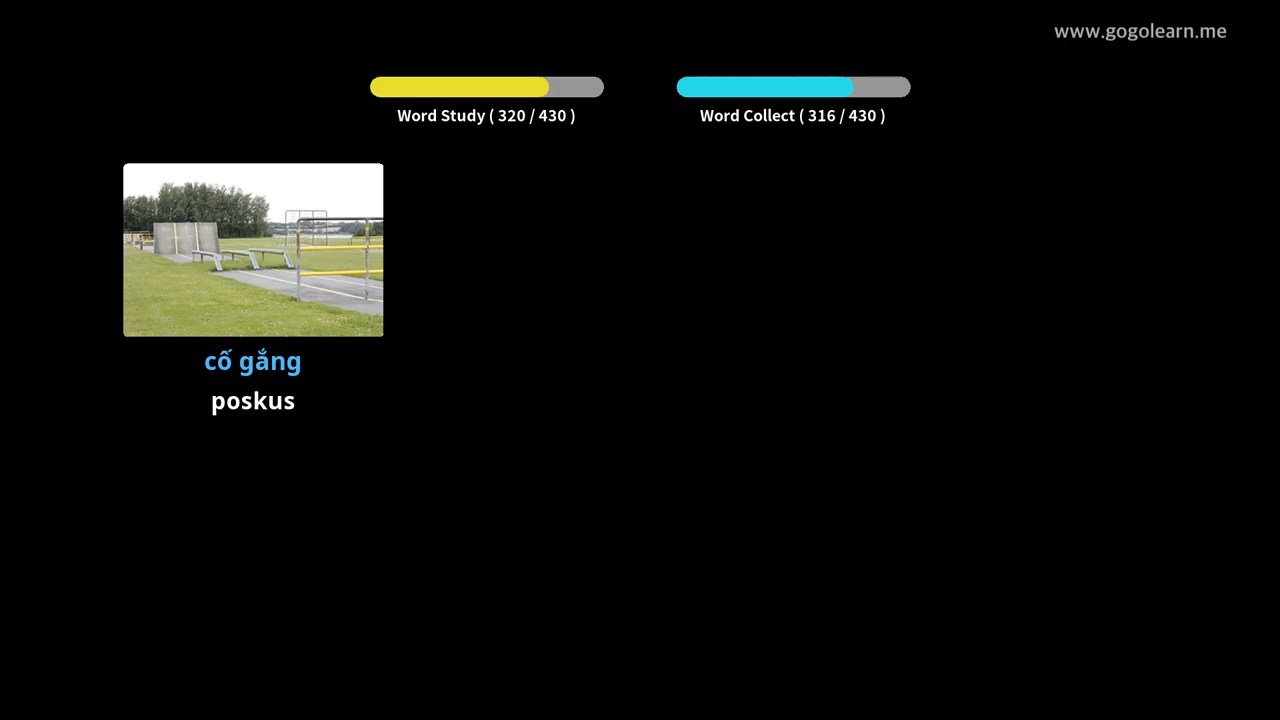 www.gogolearn.me
Word Study ( 320 / 430 )
Word Collect ( 316 / 430 )
cố gắng
poskus